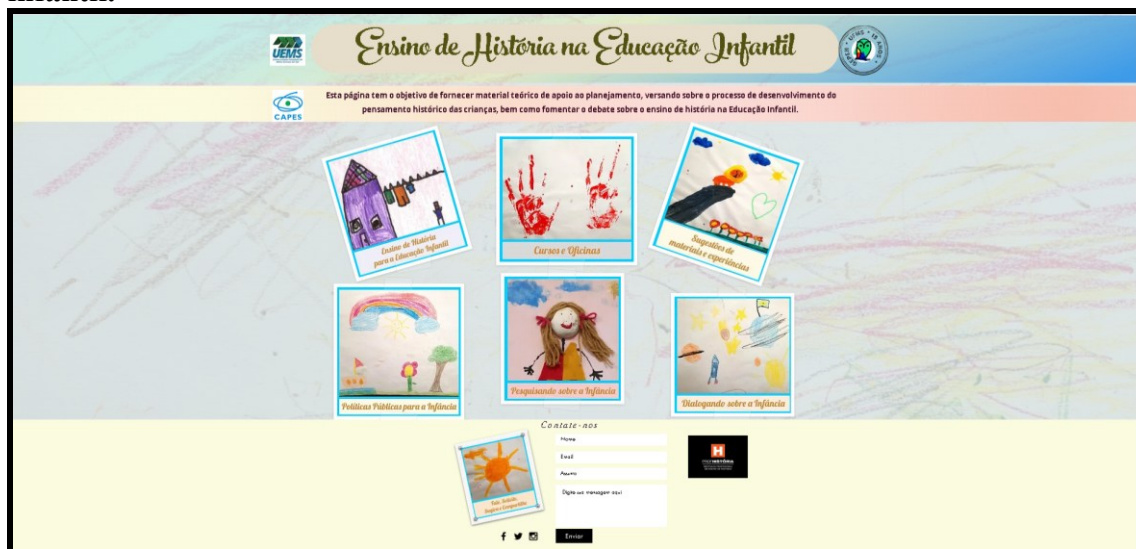 UEMS
Ensino de História na Educação Infantil
CAPES
Esta página tem o objetivo de fornecer material teórico de apoio ao planejamento, versando sobre o processo de desenvolvimento do
pensamento histórico das crianças, bem como fomentar o debate sobre o ensino de história na Educação Infantil.
Ensino de História
para a Educação Infantil
Cursos e Oficinas
Sugestões de
materiais e experiências
Políticas Públicas para a Infância
Pesquisando sobre a Infância
Dialogando sobre a Infância
Contate-nos
Nome
Email
Assunto
Digite sua mensagem aqui
Enviar